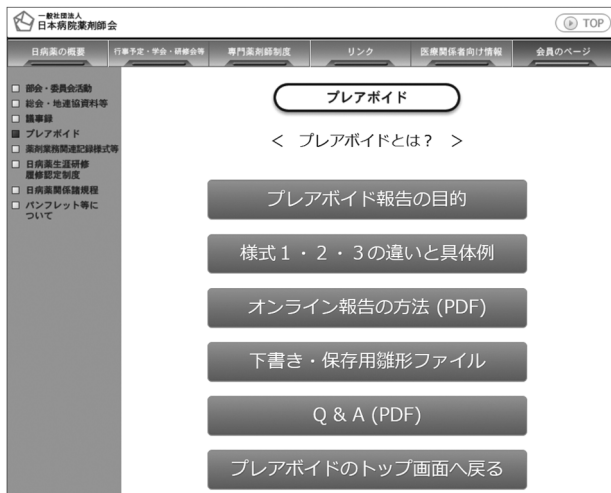 一般社団法人
日本病院薬剤師会
TOP
日病薬の概要
行事予定・学会・研修会等
専門薬剤師制度
リンク
医療関係者向け情報
会員のページ
部会・委員会活動
総会・地連協資料等
議事録
プレアボイド
薬剤業務関連記録様式等
日病薬生涯研修
履修認定制度
日病薬関係諸規程
パンフレット等に
ついて
プレアボイド
＜ プレアボイドとは？ ＞
プレアボイド報告の目的
様式１・２・３の違いと具体例
オンライン報告の方法 (PDF)
下書き・保存用雛形ファイル
Q & A (PDF)
プレアボイドのトップ画面へ戻る